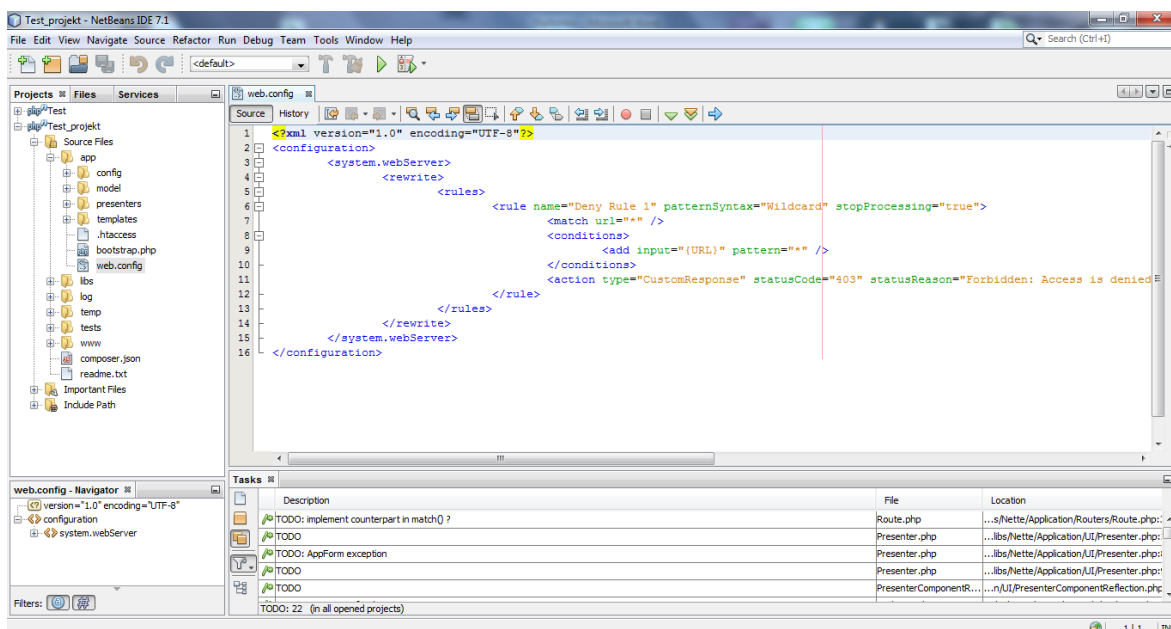 Test_projekt - NetBeans IDE 7.1
File Edit View Navigate Source Refactor Run Debug Team Tools Window Help
Search (Ctrl+I)
<default>
Projects Files Services
php Test
php Test_projekt
Source Files
app
config
model
presenters
templates
.htaccess
bootstrap.php
web.config
libs
log
temp
tests
www
composer.json
readme.txt
Important Files
Include Path
web.config
Source History
1 <?xml version="1.0" encoding="UTF-8"?>
2 <configuration>
3 <system.webServer>
4 <rewrite>
5 <rules>
6 <rule name="Deny Rule 1" patternSyntax="Wildcard" stopProcessing="true">
7 <match url="*" />
8 <conditions>
9 <add input="{URL}" pattern="*" />
10 </conditions>
11 <action type="CustomResponse" statusCode="403" statusReason="Forbidden: Access is denied
12 </rule>
13 </rules>
14 </rewrite>
15 </system.webServer>
16 </configuration>
web.config - Navigator
<?> version="1.0" encoding="UTF-8"
configuration
system.webServer
Filters: @ #
Tasks
Description File Location
TODO: implement counterpart in match() ? Route.php ...s/Nette/Application/Routers/Route.php:
TODO Presenter.php ...libs/Nette/Application/UI/Presenter.php:
TODO: AppForm exception Presenter.php ...libs/Nette/Application/UI/Presenter.php:
TODO Presenter.php ...libs/Nette/Application/UI/Presenter.php:
TODO PresenterComponentR... ...n/UI/PresenterComponentReflection.php
TODO: 22 (in all opened projects)
1 | 1 IN